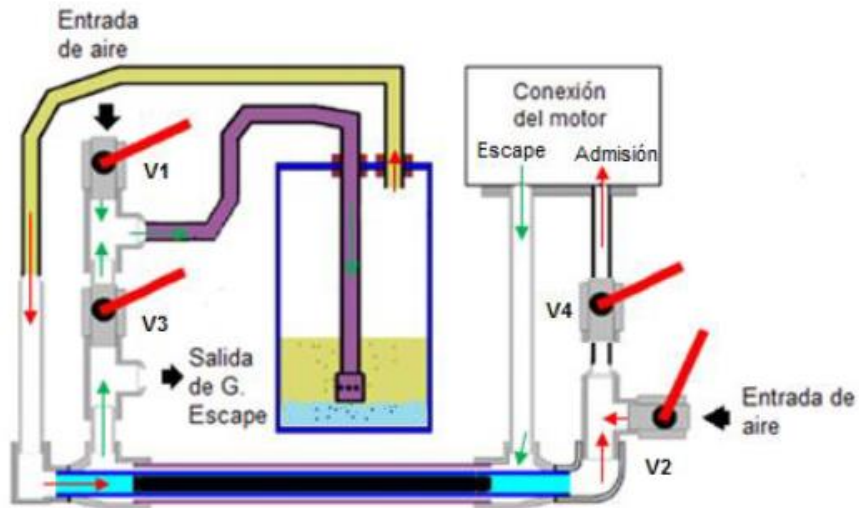 Entrada
de aire
V1
V3
Salida
de G.
Escape
Conexión
del motor
Escape
Admisión
V4
Entrada de
aire
V2